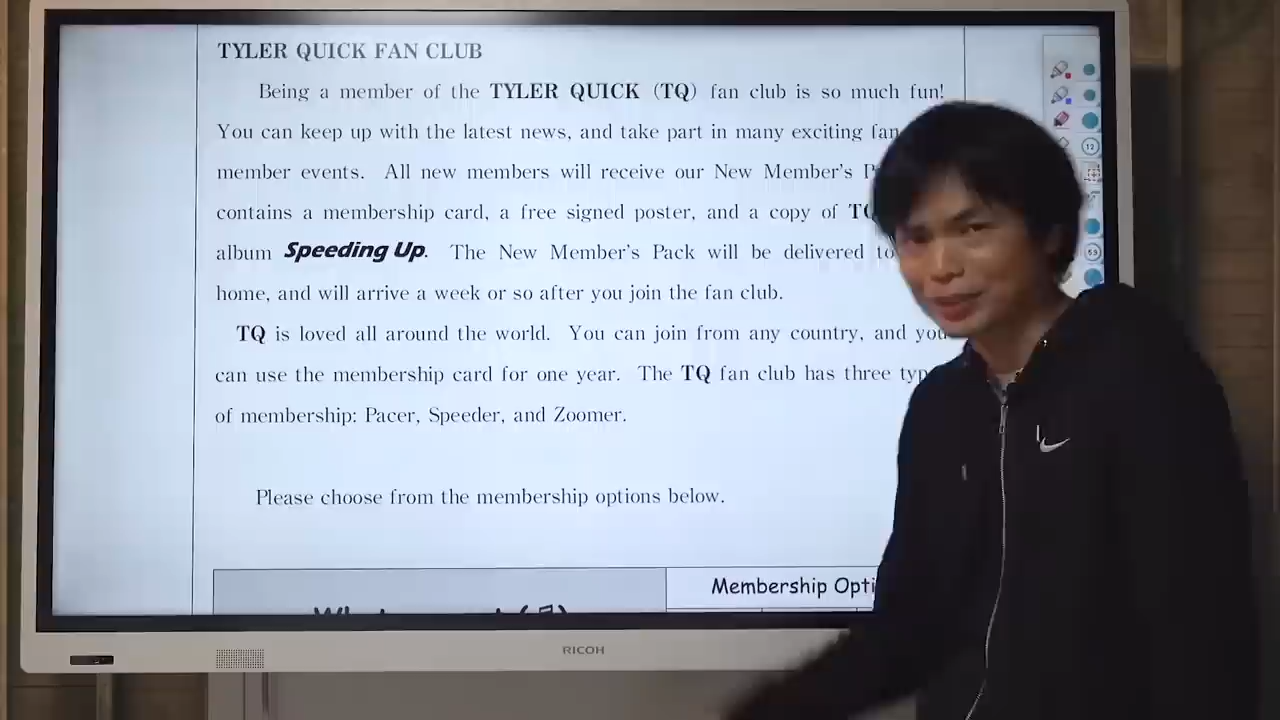 TYLER QUICK FAN CLUB
Being a member of the TYLER QUICK (TQ) fan club is so much fun!
You can keep up with the latest news, and take part in many exciting fan
member events. All new members will receive our New Member's
contains a membership card, a free signed poster, and a copy of
album Speeding Up. The New Member's Pack will be delivered to
home, and will arrive a week or so after you join the fan club.
TQ is loved all around the world. You can join from any country, and you
can use the membership card for one year. The TQ fan club has three
of membership: Pacer, Speeder, and Zoomer.
Please choose from the membership options below.
Membership
12
53
RICOH